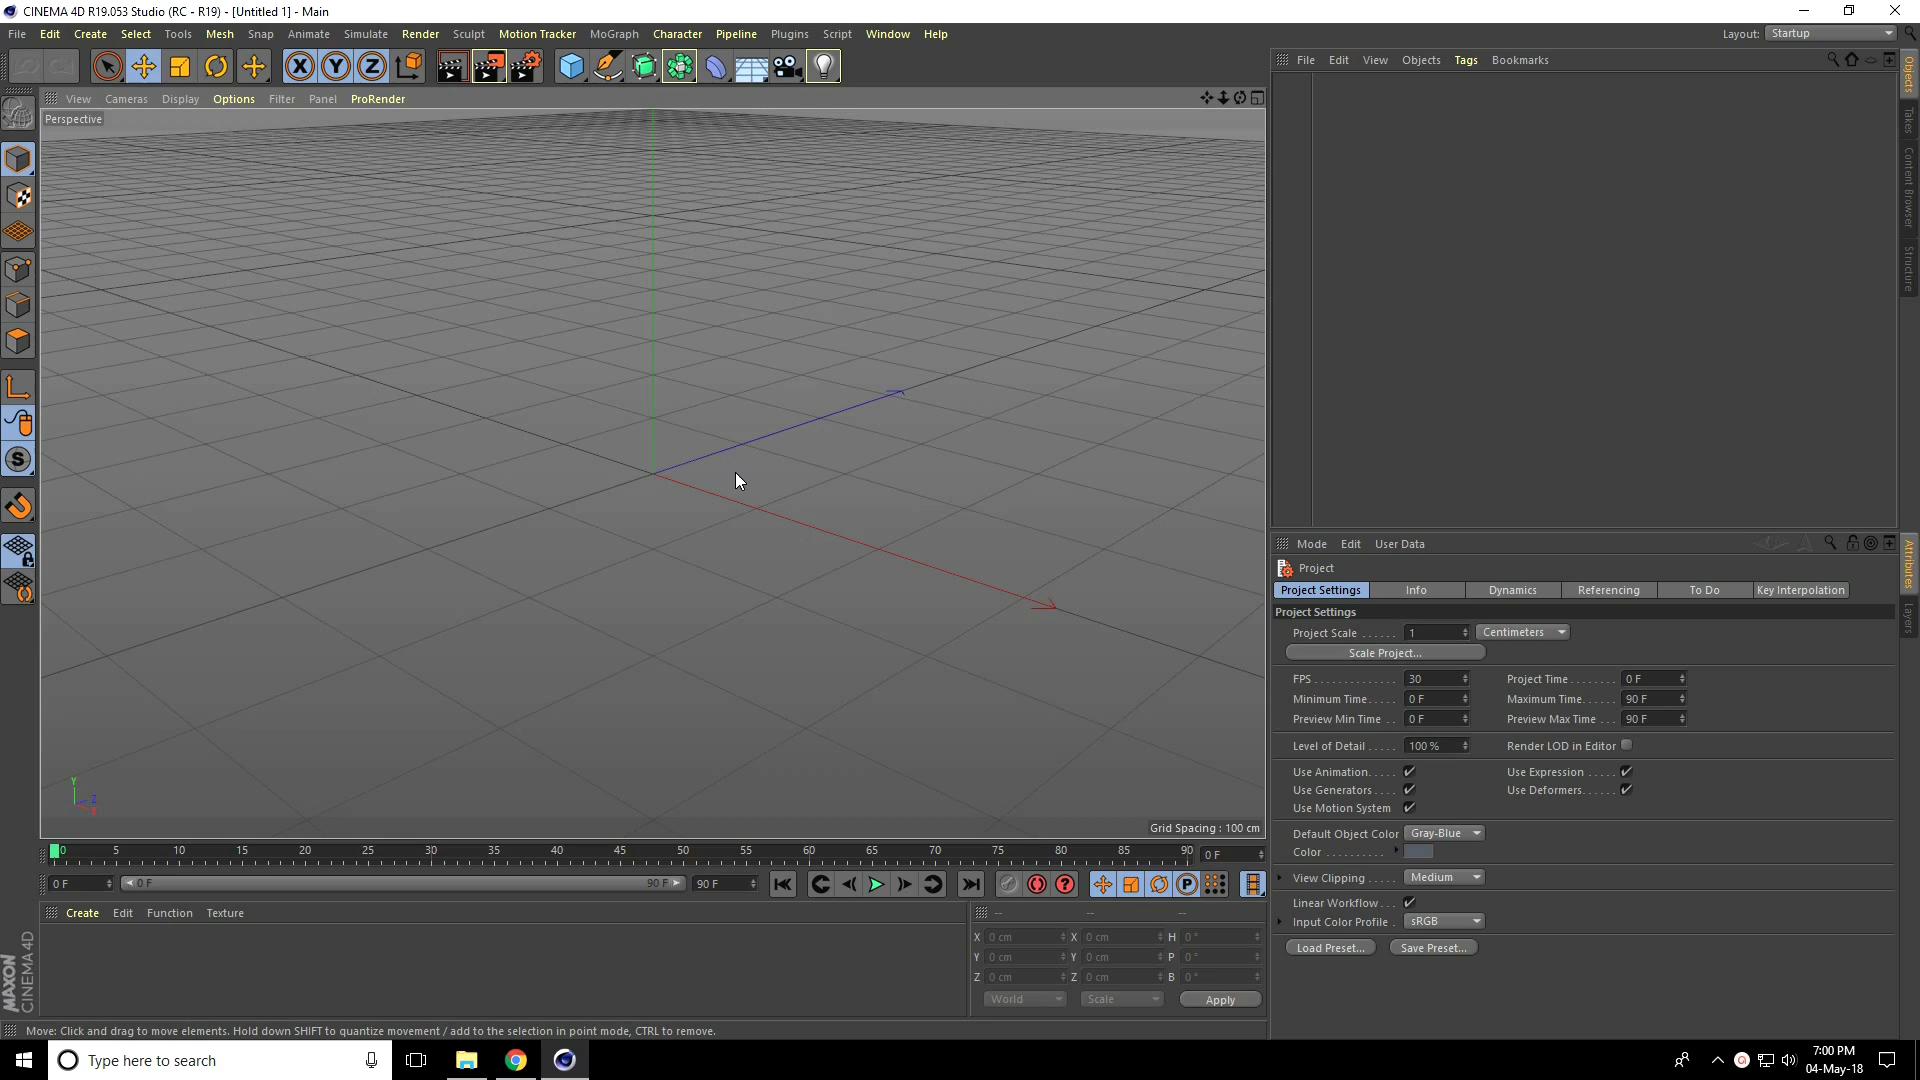 CINEMA 4D R19.053 Studio (RC - R19) - [Untitled 1] - Main
File Edit Create Select Tools Mesh Snap Animate Simulate Render Sculpt Motion Tracker MoGraph Character Pipeline Plugins Script Window Help
Layout: Startup
X Y Z
View Cameras Display Options Filter Panel ProRender
Perspective
Y
Z
X
Grid Spacing : 100 cm
0 5 10 15 20 25 30 35 40 45 50 55 60 65 70 75 80 85 90 0 F
0 F 0 F 90 F 90 F
P
Create Edit Function Texture
-- -- --
X 0 cm X 0 cm H 0 °
Y 0 cm Y 0 cm P 0 °
Z 0 cm Z 0 cm B 0 °
World Scale Apply
MAXON
CINEMA 4D
Move: Click and drag to move elements. Hold down SHIFT to quantize movement / add to the selection in point mode, CTRL to remove.
File Edit View Objects Tags Bookmarks
Objects
Takes
Content Browser
Structure
Mode Edit User Data
Attributes
Layers
Project
Project Settings Info Dynamics Referencing To Do Key Interpolation
Project Settings
Project Scale . . . . . . 1 Centimeters
Scale Project...
FPS . . . . . . . . . . . . . 30 Project Time . . . . . . . . 0 F
Minimum Time. . . . . 0 F Maximum Time. . . . . . 90 F
Preview Min Time . . 0 F Preview Max Time . . . 90 F
Level of Detail . . . . . 100 % Render LOD in Editor
Use Animation. . . . . Use Expression . . . . .
Use Generators . . . . Use Deformers. . . . . .
Use Motion System
Default Object Color Gray-Blue
Color . . . . . . . . . .
View Clipping . . . . . Medium
Linear Workflow . . .
Input Color Profile . sRGB
Load Preset... Save Preset...
Type here to search
7:00 PM
04-May-18